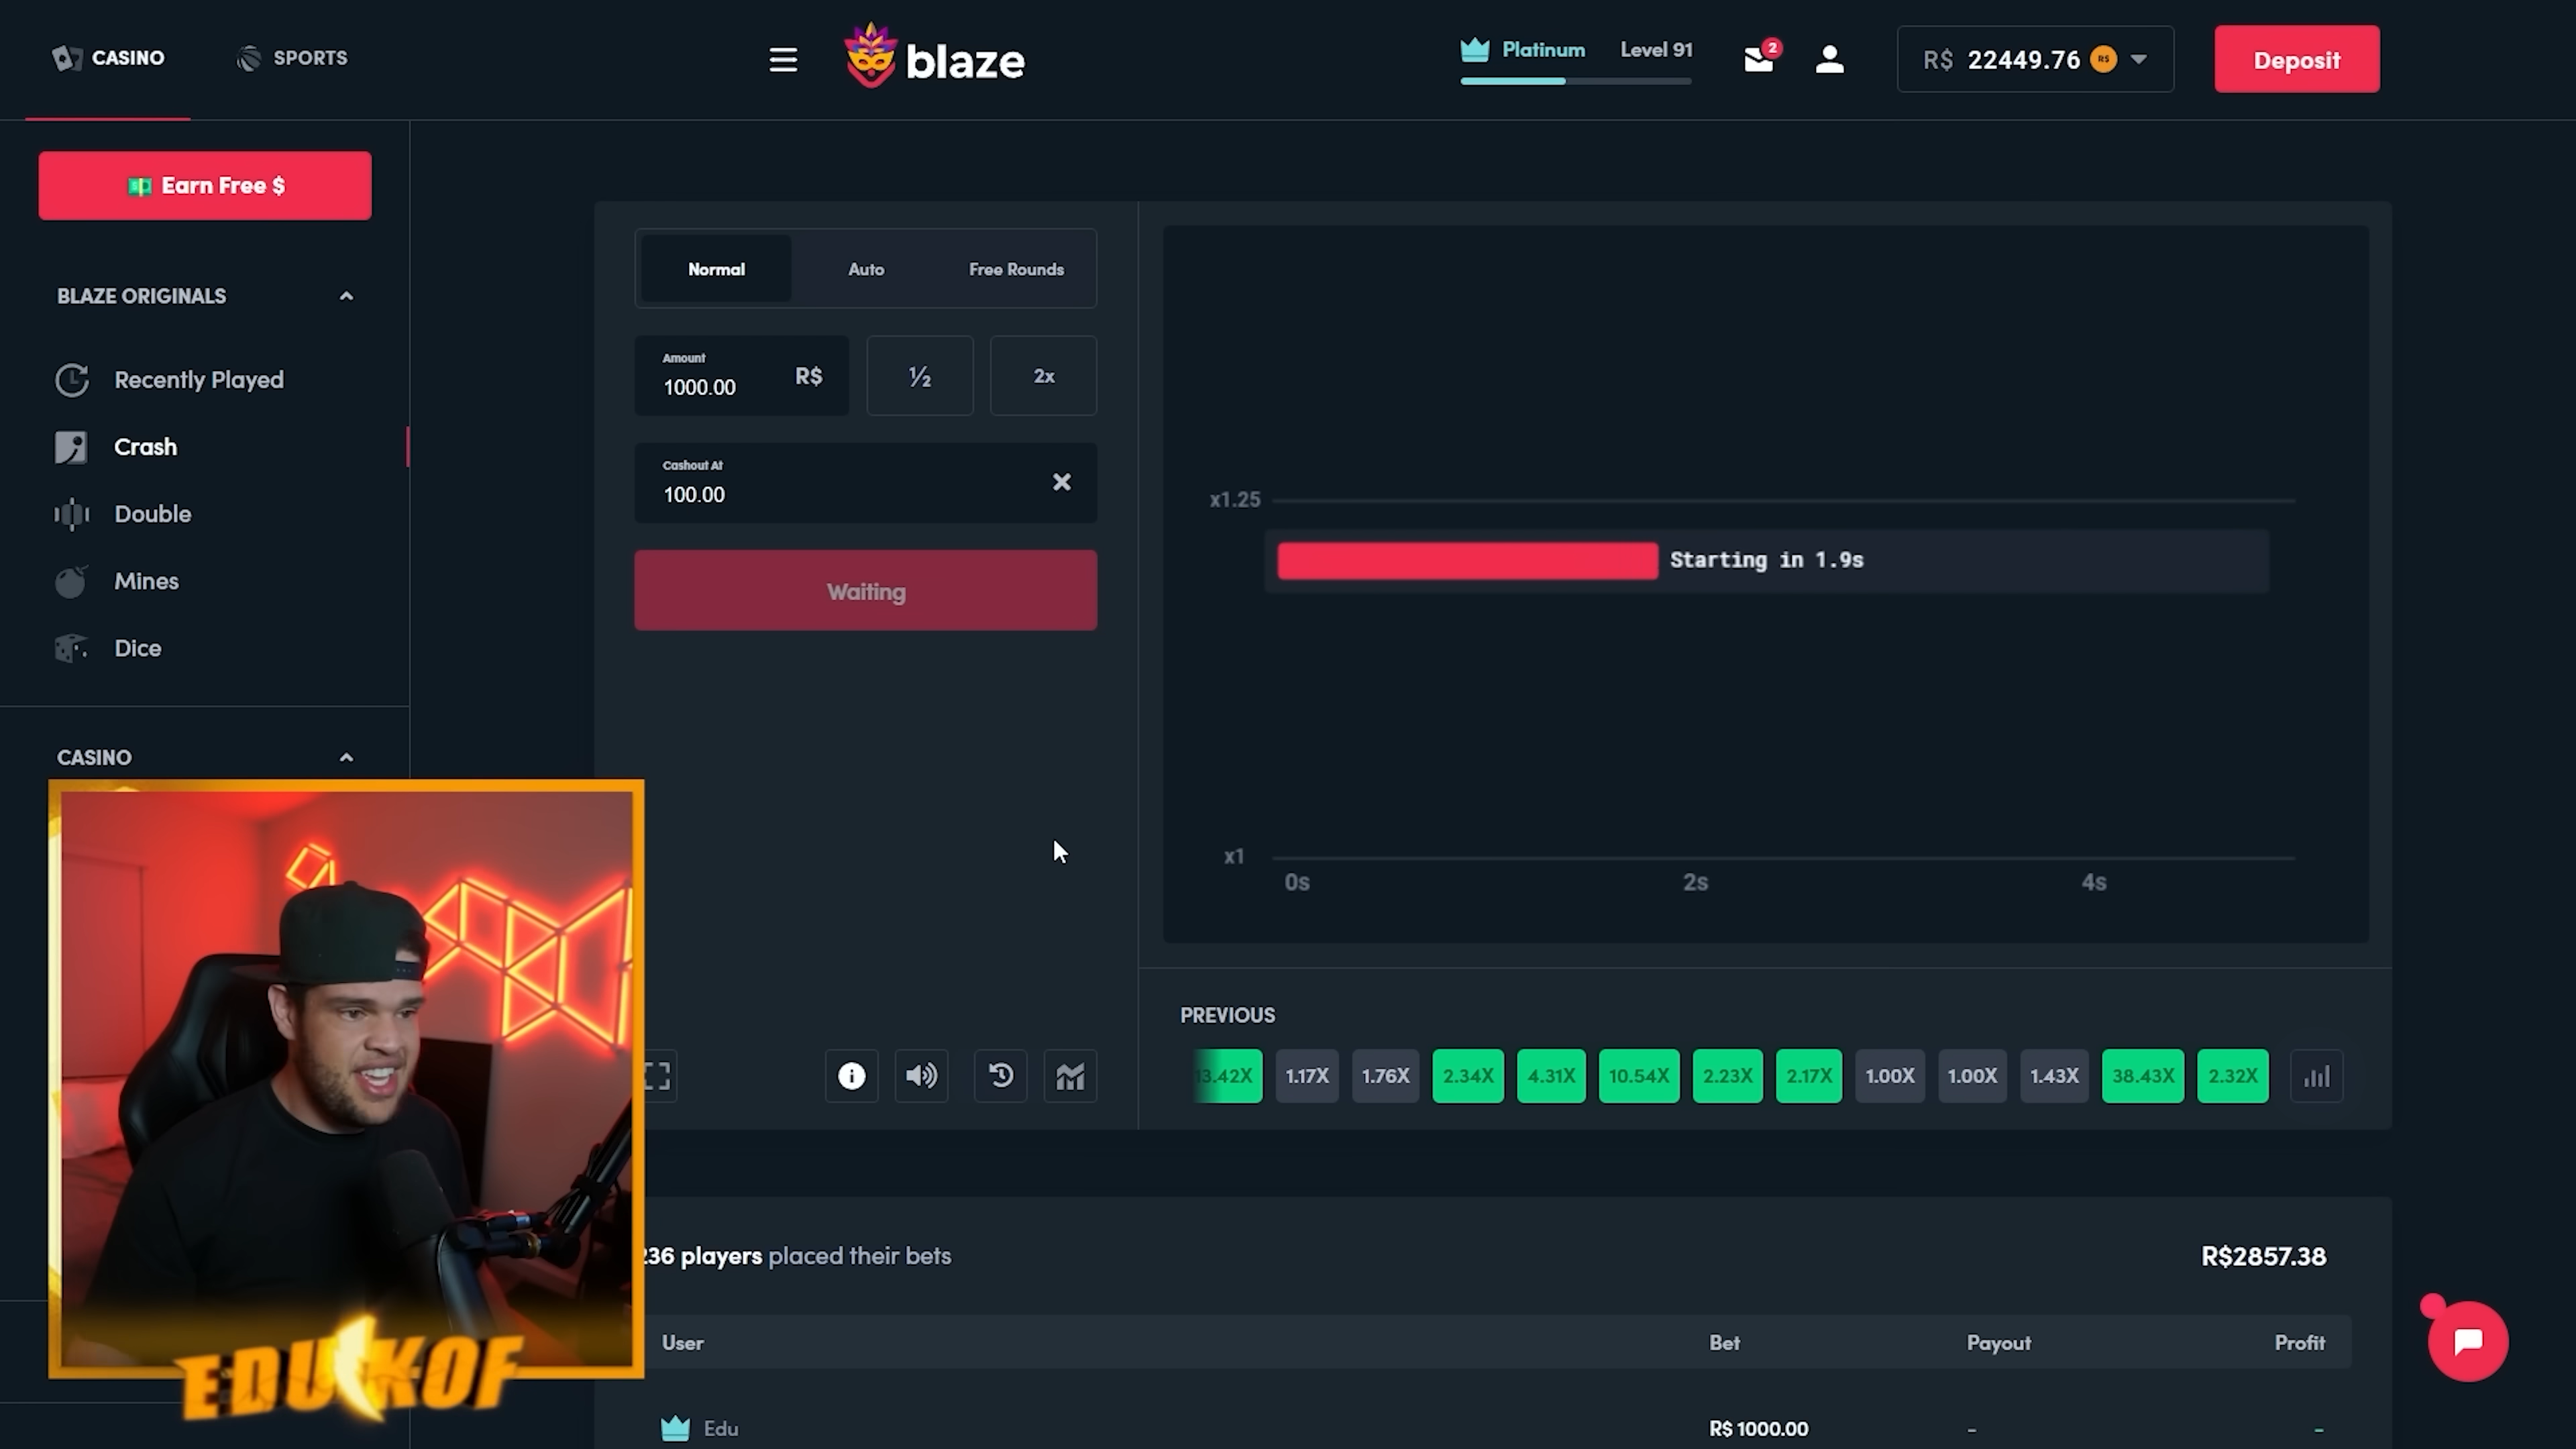 CASINO
SPORTS
blaze
Platinum
Level 91
2
R$ 22449.76
R$
Deposit
Earn Free $
BLAZE ORIGINALS
Recently Played
Crash
Double
Mines
Dice
CASINO
Normal
Auto
Free Rounds
Amount
1000.00
R$
½
2x
Cashout At
100.00
Waiting
x1.25
Starting in 1.9s
x1
0s
2s
4s
PREVIOUS
13.42X
1.17X
1.76X
2.34X
4.31X
10.54X
2.23X
2.17X
1.00X
1.00X
1.43X
38.43X
2.32X
236 players placed their bets
R$2857.38
User
Bet
Payout
Profit
Edu
R$ 1000.00
-
-
EDUKOF